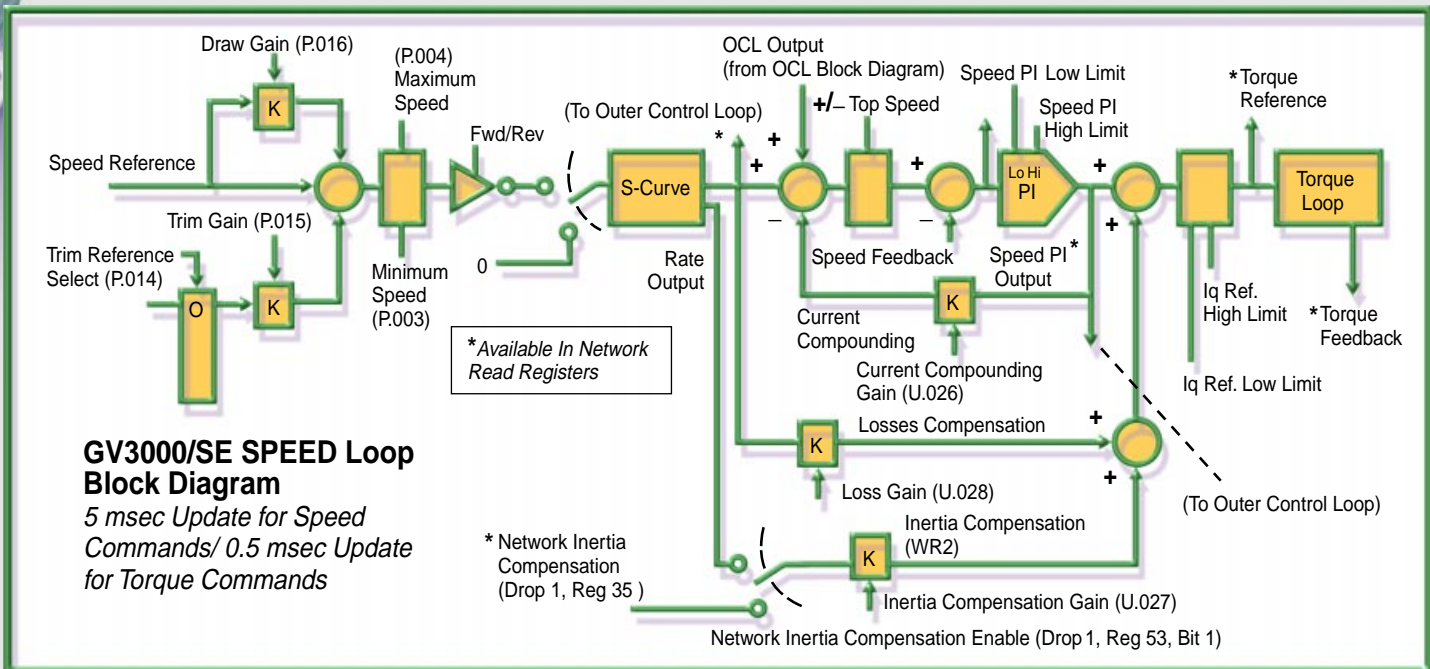 Draw Gain (P.016)
K
Speed Reference
Trim Gain (P.015)
Trim Reference
Select (P.014)
O
K
(P.004)
Maximum
Speed
Minimum
Speed
(P.003)
Fwd/Rev
(To Outer Control Loop)
*
0
S-Curve
Rate
Output
*Available In Network
Read Registers
OCL Output
(from OCL Block Diagram)
+/– Top Speed
+
+
–
+
–
Speed Feedback
Speed PI Low Limit
Speed PI
High Limit
Lo Hi
PI
Speed PI*
Output
K
Current
Compounding
Current Compounding
Gain (U.026)
+
+
*Torque
Reference
Torque
Loop
Iq Ref.
High Limit
*Torque
Feedback
Iq Ref. Low Limit
K
Losses Compensation
+
+
Loss Gain (U.028)
(To Outer Control Loop)
Inertia Compensation
(WR2)
K
* Network Inertia
Compensation
(Drop 1, Reg 35 )
Inertia Compensation Gain (U.027)
Network Inertia Compensation Enable (Drop 1, Reg 53, Bit 1)
GV3000/SE SPEED Loop
Block Diagram
5 msec Update for Speed
Commands/ 0.5 msec Update
for Torque Commands